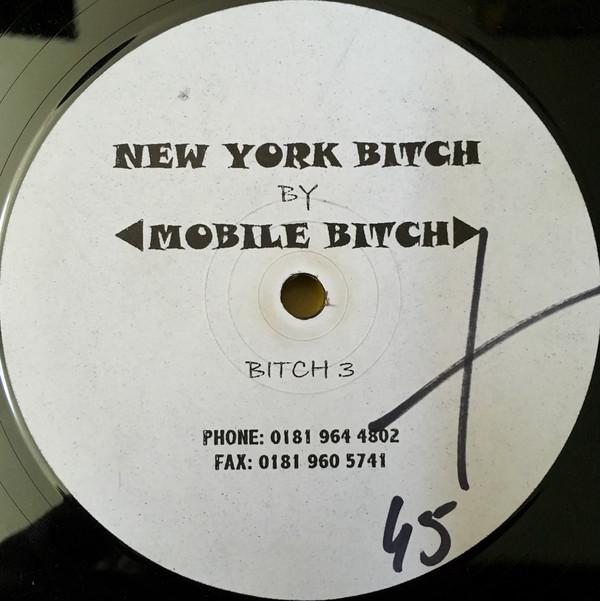 NEW YORK BITCH
BY
◀MOBILE BITCH▶
BITCH 3
PHONE: 0181 964 4802
FAX: 0181 960 5741
45